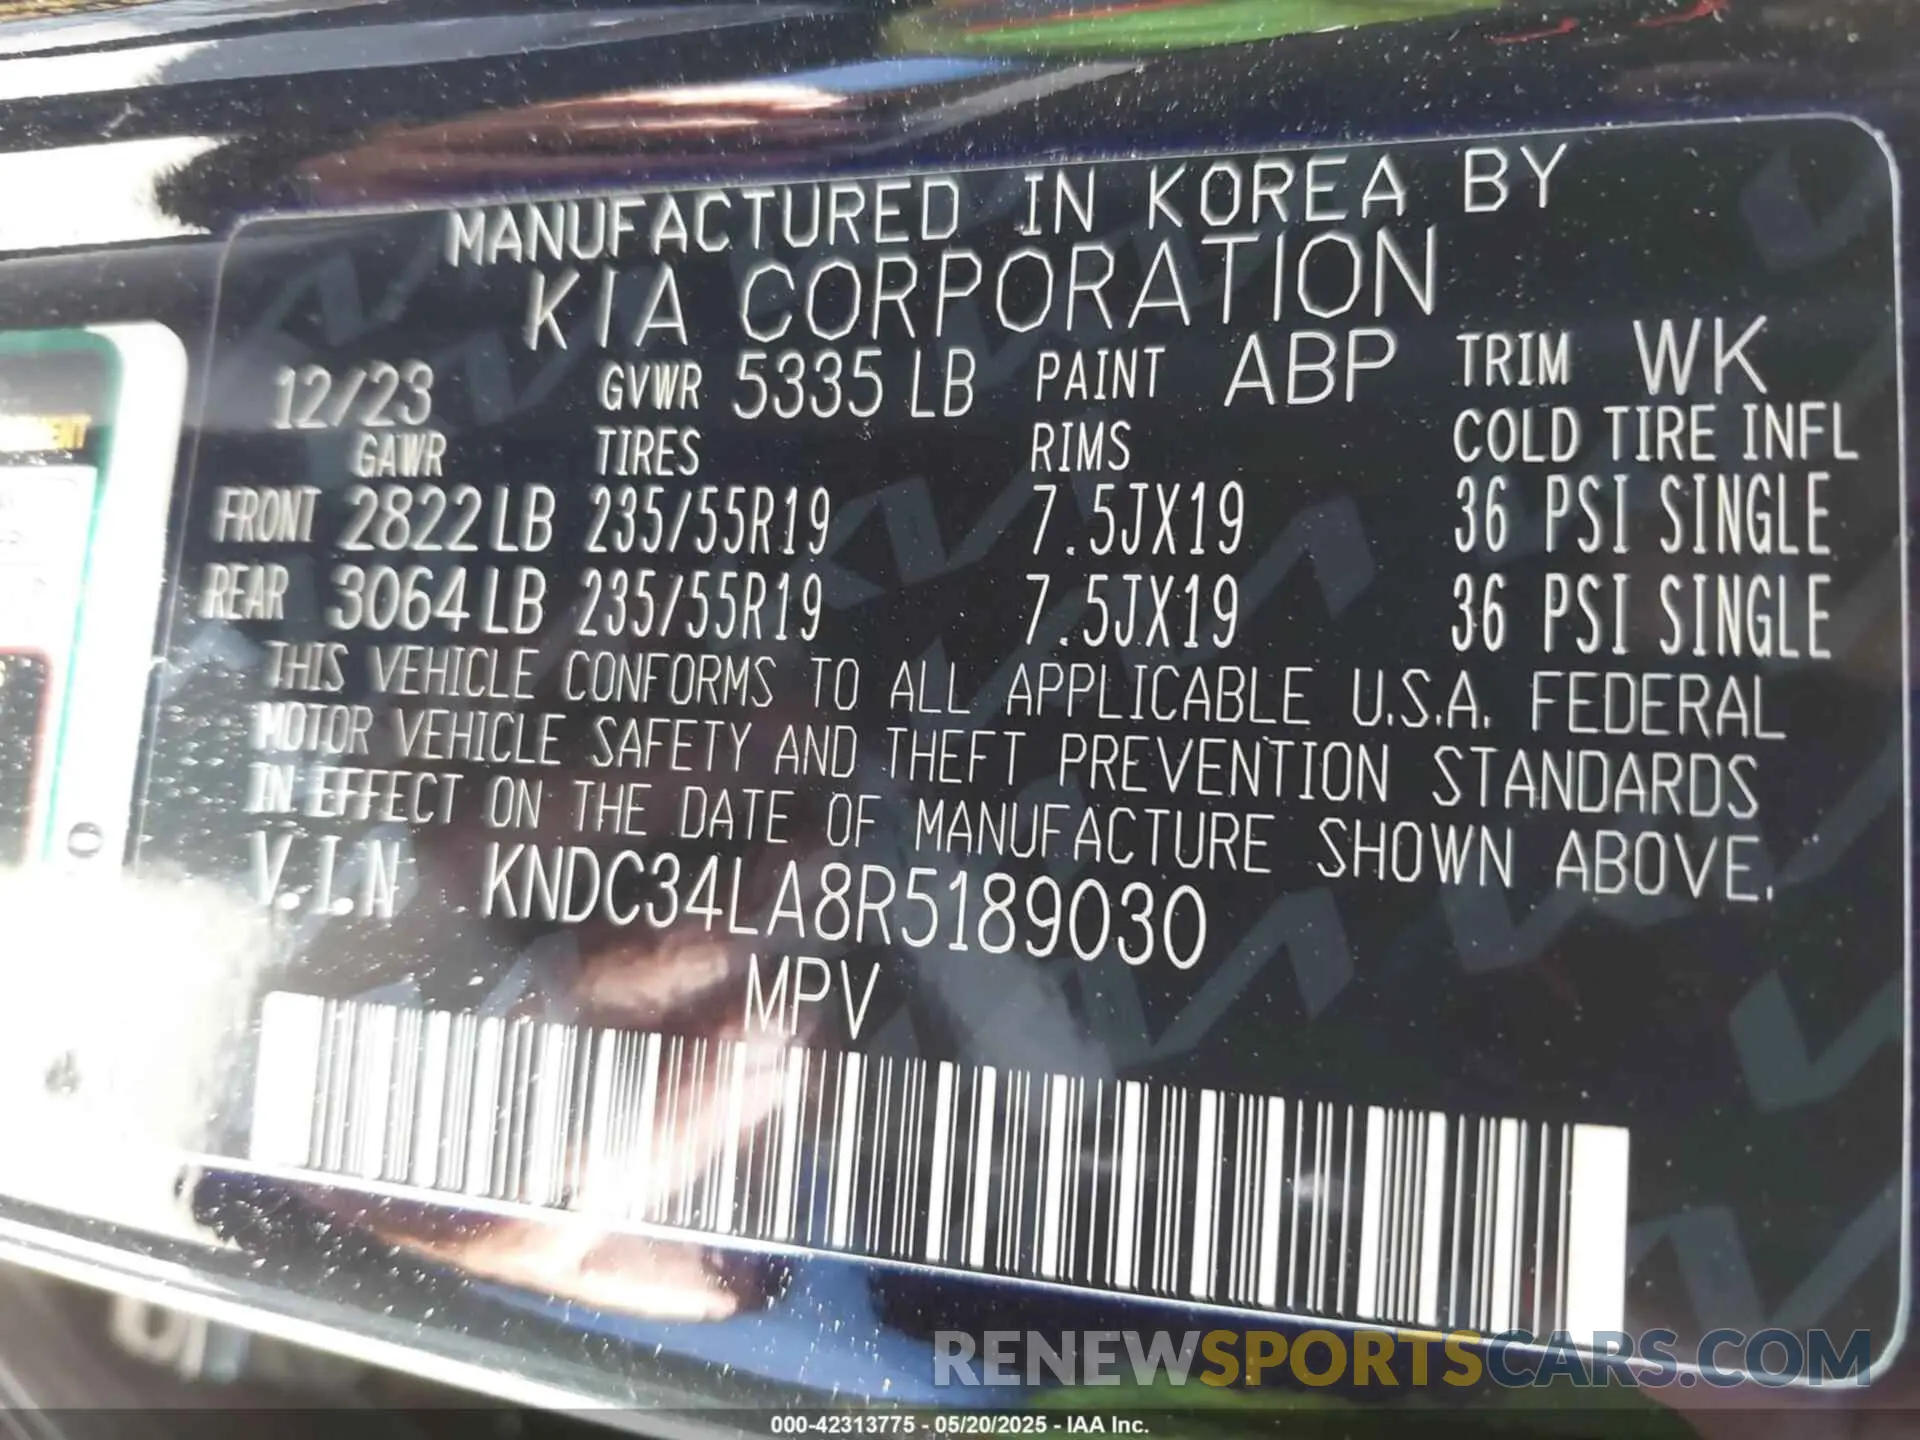 MANUFACTURED IN KOREA BY
KIA CORPORATION
12/23 GVWR 5335 LB PAINT ABP TRIM WK
GAWR TIRES RIMS COLD TIRE INFL
FRONT 2822 LB 235/55R19 7.5JX19 36 PSI SINGLE
REAR 3064 LB 235/55R19 7.5JX19 36 PSI SINGLE
THIS VEHICLE CONFORMS TO ALL APPLICABLE U.S.A. FEDERAL
MOTOR VEHICLE SAFETY AND THEFT PREVENTION STANDARDS
IN EFFECT ON THE DATE OF MANUFACTURE SHOWN ABOVE.
V.I.N KNDC34LA8R5189030
MPV
RENEWSPORTSCARS.COM
000-42313775 - 05/20/2025 - IAA Inc.